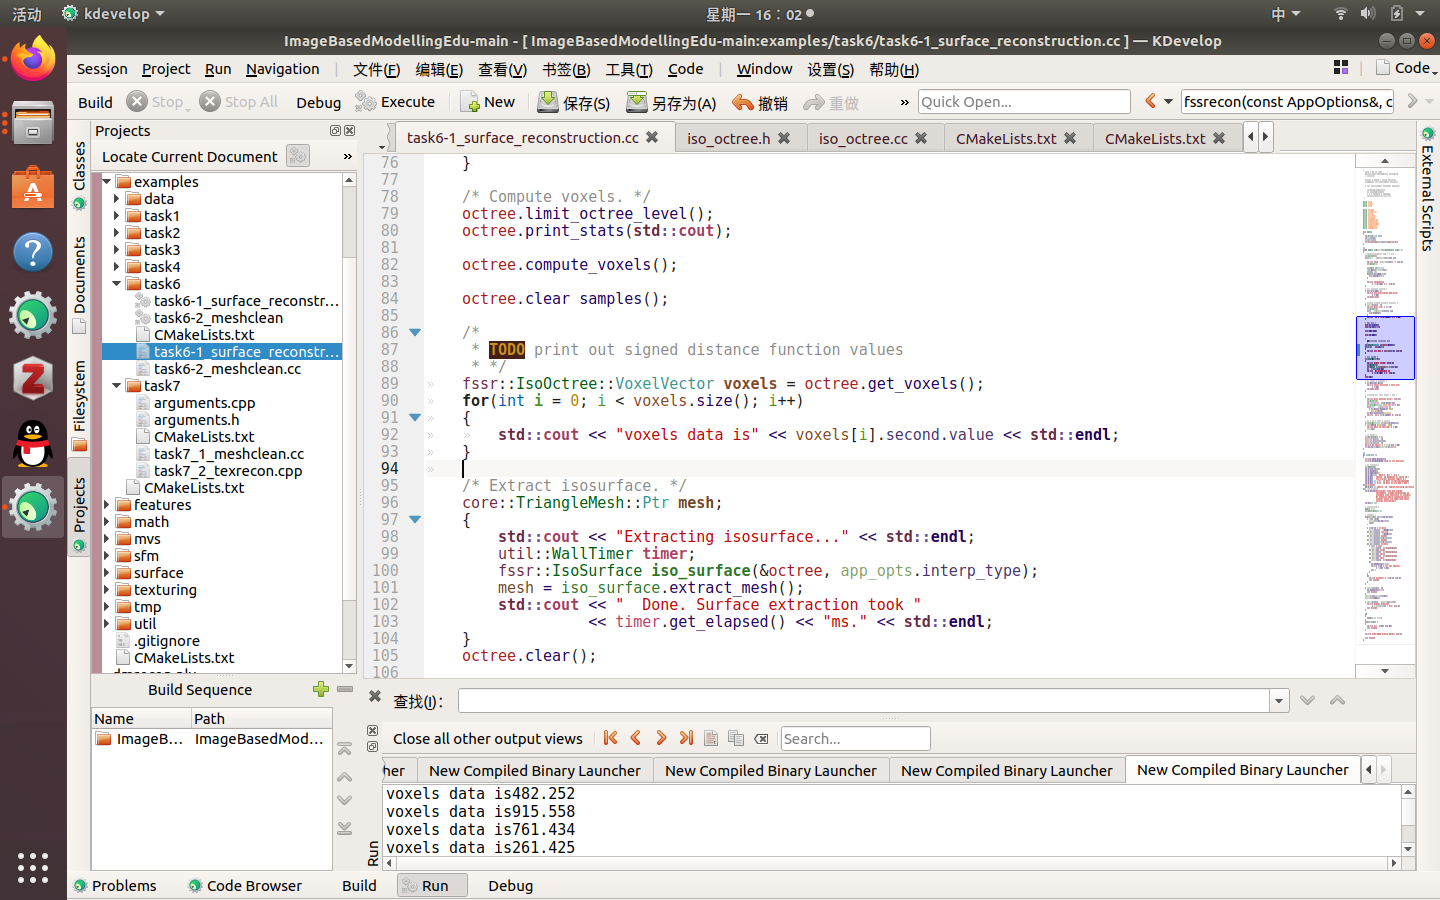 活动
kdevelop
星期一 16：02
中
ImageBasedModellingEdu-main - [ ImageBasedModellingEdu-main:examples/task6/task6-1_surface_reconstruction.cc ] — KDevelop
Session Project Run Navigation | 文件(F) 编辑(E) 查看(V) 书签(B) 工具(T) Code | Window 设置(S) 帮助(H)
Code
Build Stop Stop All Debug Execute New 保存(S) 另存为(A) 撤销 重做 » Quick Open... fssrecon(const AppOptions&, c
Projects
Locate Current Document »
Classes
Documents
Filesystem
Projects
examples
data
task1
task2
task3
task4
task6
task6-1_surface_reconstr...
task6-2_meshclean
CMakeLists.txt
task6-1_surface_reconstr...
task6-2_meshclean.cc
task7
arguments.cpp
arguments.h
CMakeLists.txt
task7_1_meshclean.cc
task7_2_texrecon.cpp
CMakeLists.txt
features
math
mvs
sfm
surface
texturing
tmp
util
.gitignore
CMakeLists.txt
Build Sequence
Name Path
ImageB... ImageBasedMod...
task6-1_surface_reconstruction.cc iso_octree.h iso_octree.cc CMakeLists.txt CMakeLists.txt
External Scripts
76 }
77
78 /* Compute voxels. */
79 octree.limit_octree_level();
80 octree.print_stats(std::cout);
81
82 octree.compute_voxels();
83
84 octree.clear samples();
85
86 /*
87 * TODO print out signed distance function values
88 * */
89 fssr::IsoOctree::VoxelVector voxels = octree.get_voxels();
90 for(int i = 0; i < voxels.size(); i++)
91 {
92 std::cout << "voxels data is" << voxels[i].second.value << std::endl;
93 }
94
95 /* Extract isosurface. */
96 core::TriangleMesh::Ptr mesh;
97 {
98 std::cout << "Extracting isosurface..." << std::endl;
99 util::WallTimer timer;
100 fssr::IsoSurface iso_surface(&octree, app_opts.interp_type);
101 mesh = iso_surface.extract_mesh();
102 std::cout << "  Done. Surface extraction took "
103 << timer.get_elapsed() << "ms." << std::endl;
104 }
105 octree.clear();
106
查找(I):
Close all other output views Search...
her New Compiled Binary Launcher New Compiled Binary Launcher New Compiled Binary Launcher New Compiled Binary Launcher
Run
voxels data is482.252
voxels data is915.558
voxels data is761.434
voxels data is261.425
Problems Code Browser Build Run Debug